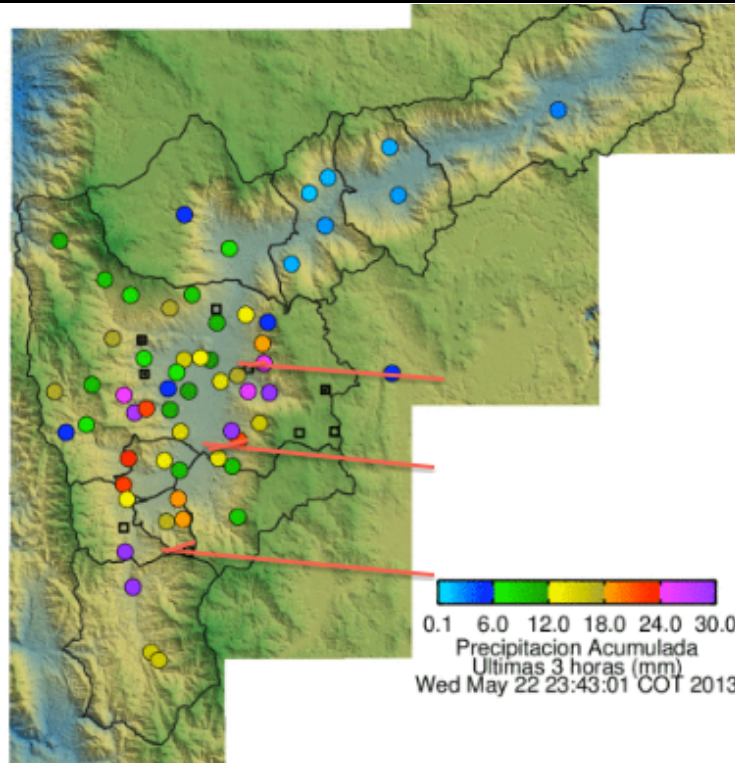 0.1 6.0 12.0 18.0 24.0 30.0
Precipitacion Acumulada
Ultimas 3 horas (mm)
Wed May 22 23:43:01 COT 2013